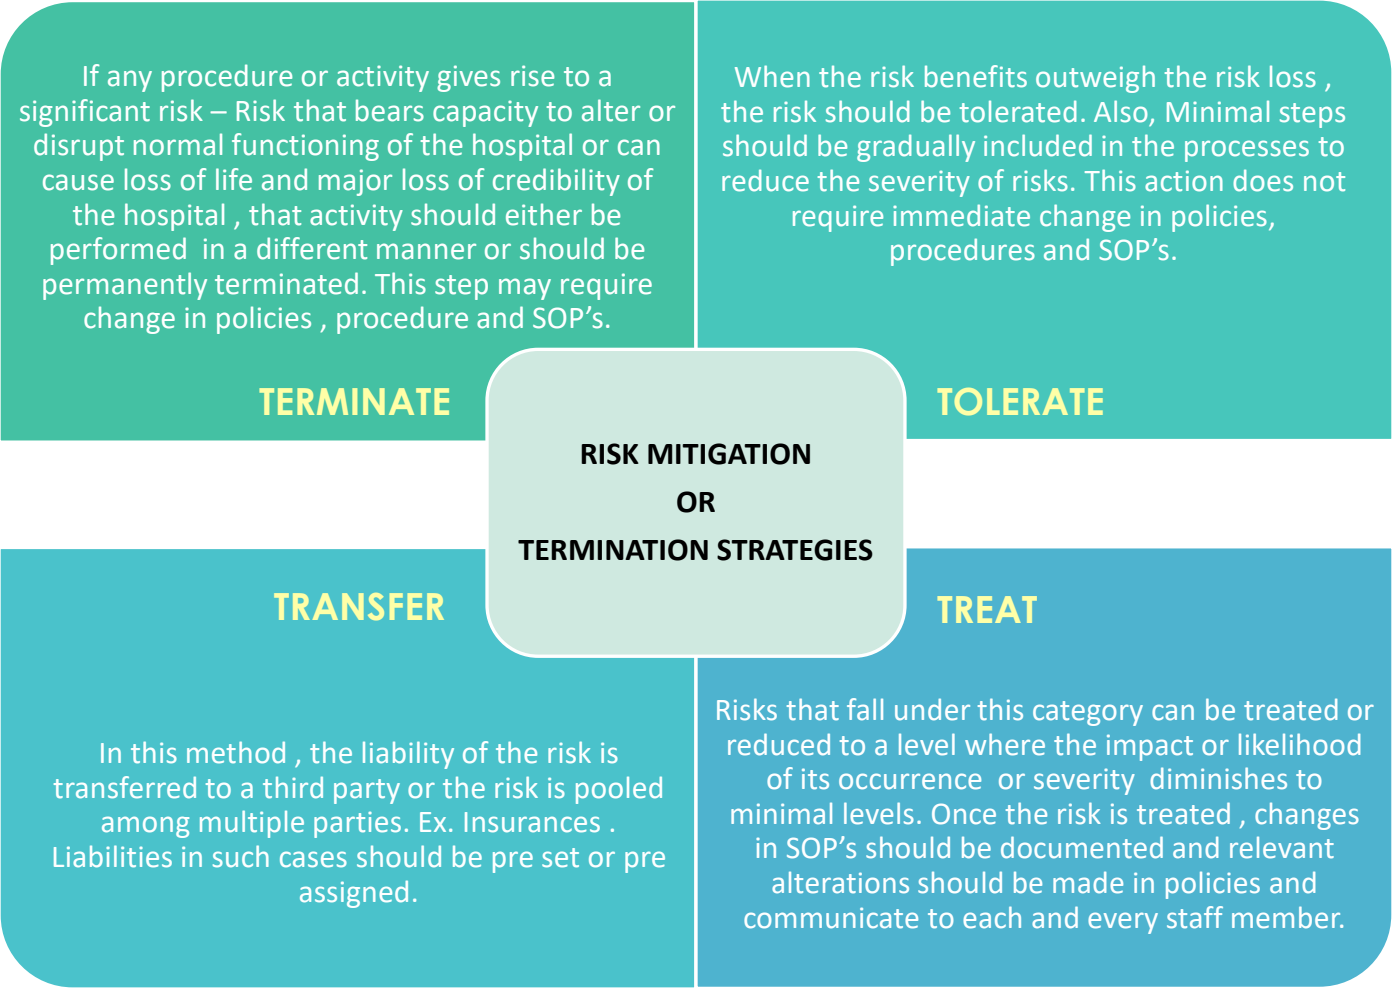 If any procedure or activity gives rise to a
significant risk – Risk that bears capacity to alter or
disrupt normal functioning of the hospital or can
cause loss of life and major loss of credibility of
the hospital , that activity should either be
performed  in a different manner or should be
permanently terminated. This step may require
change in policies , procedure and SOP’s.
TERMINATE
When the risk benefits outweigh the risk loss ,
the risk should be tolerated. Also, Minimal steps
should be gradually included in the processes to
reduce the severity of risks. This action does not
require immediate change in policies,
procedures and SOP’s.
TOLERATE
RISK MITIGATION
OR
TERMINATION STRATEGIES
TRANSFER
In this method , the liability of the risk is
transferred to a third party or the risk is pooled
among multiple parties. Ex. Insurances .
Liabilities in such cases should be pre set or pre
assigned.
TREAT
Risks that fall under this category can be treated or
reduced to a level where the impact or likelihood
of its occurrence  or severity  diminishes to
minimal levels. Once the risk is treated , changes
in SOP’s should be documented and relevant
alterations should be made in policies and
communicate to each and every staff member.